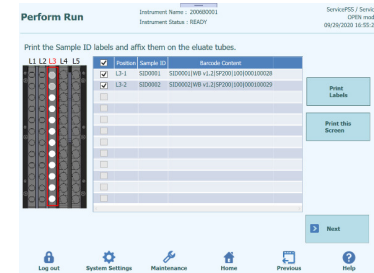 Perform Run
Instrument Name : 2006B0001
Instrument Status : READY
ServicePSS / Servic
OPEN mod
09/29/2020 16:55:2
Print the Sample ID labels and affix them on the eluate tubes.
L1 L2 L3 L4 L5
Position Sample ID Barcode Content
L3-1 SID0001 SID0001|WB v1.2|SP200|100|000100028
L3-2 SID0002 SID0002|WB v1.2|SP200|100|000100029
Print
Labels
Print this
Screen
Next
Log out System Settings Maintenance Home Previous Help